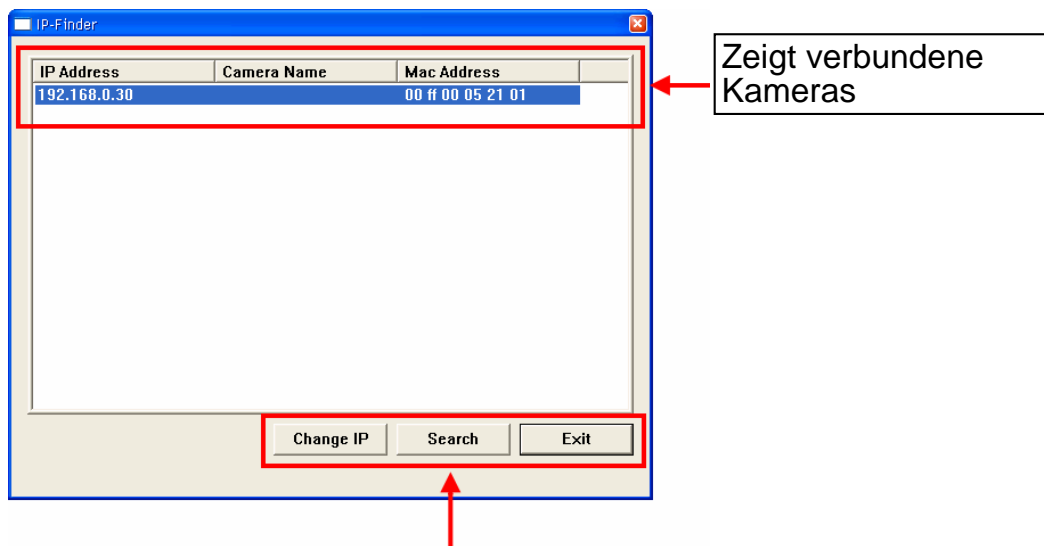 IP-Finder
Zeigt verbundene
Kameras
IP Address Camera Name Mac Address
192.168.0.30 00 ff 00 05 21 01
Change IP Search Exit